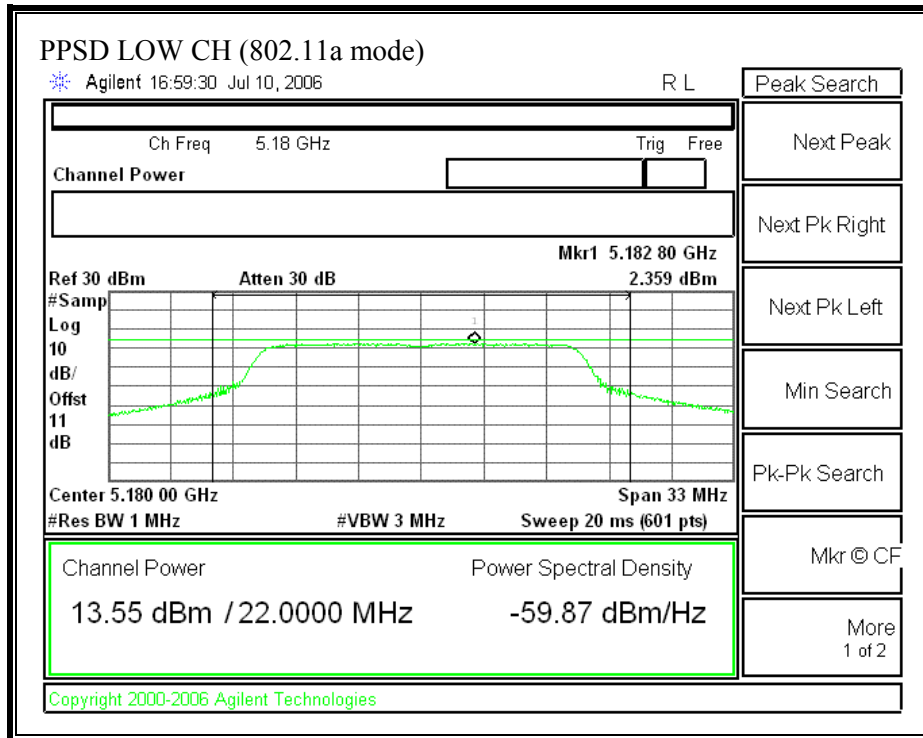 PPSD LOW CH (802.11a mode)
Agilent 16:59:30 Jul 10, 2006 R L
Peak Search
Ch Freq 5.18 GHz Trig Free
Channel Power
Next Peak
Next Pk Right
Mkr1 5.182 80 GHz
Ref 30 dBm Atten 30 dB 2.359 dBm
#Samp
Log
10
dB/
Offst
11
dB
1
Next Pk Left
Min Search
Pk-Pk Search
Center 5.180 00 GHz Span 33 MHz
#Res BW 1 MHz #VBW 3 MHz Sweep 20 ms (601 pts)
Channel Power Power Spectral Density
13.55 dBm / 22.0000 MHz -59.87 dBm/Hz
Mkr © CF
More
1 of 2
Copyright 2000-2006 Agilent Technologies